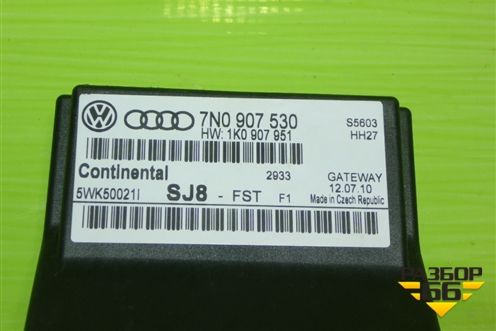 7N0 907 530
HW: 1K0 907 951
S5603
HH27
Continental
2933
GATEWAY
5WK50021I
SJ8 - FST F1
12.07.10
Made in Czech Republic
РАЗБОР
66